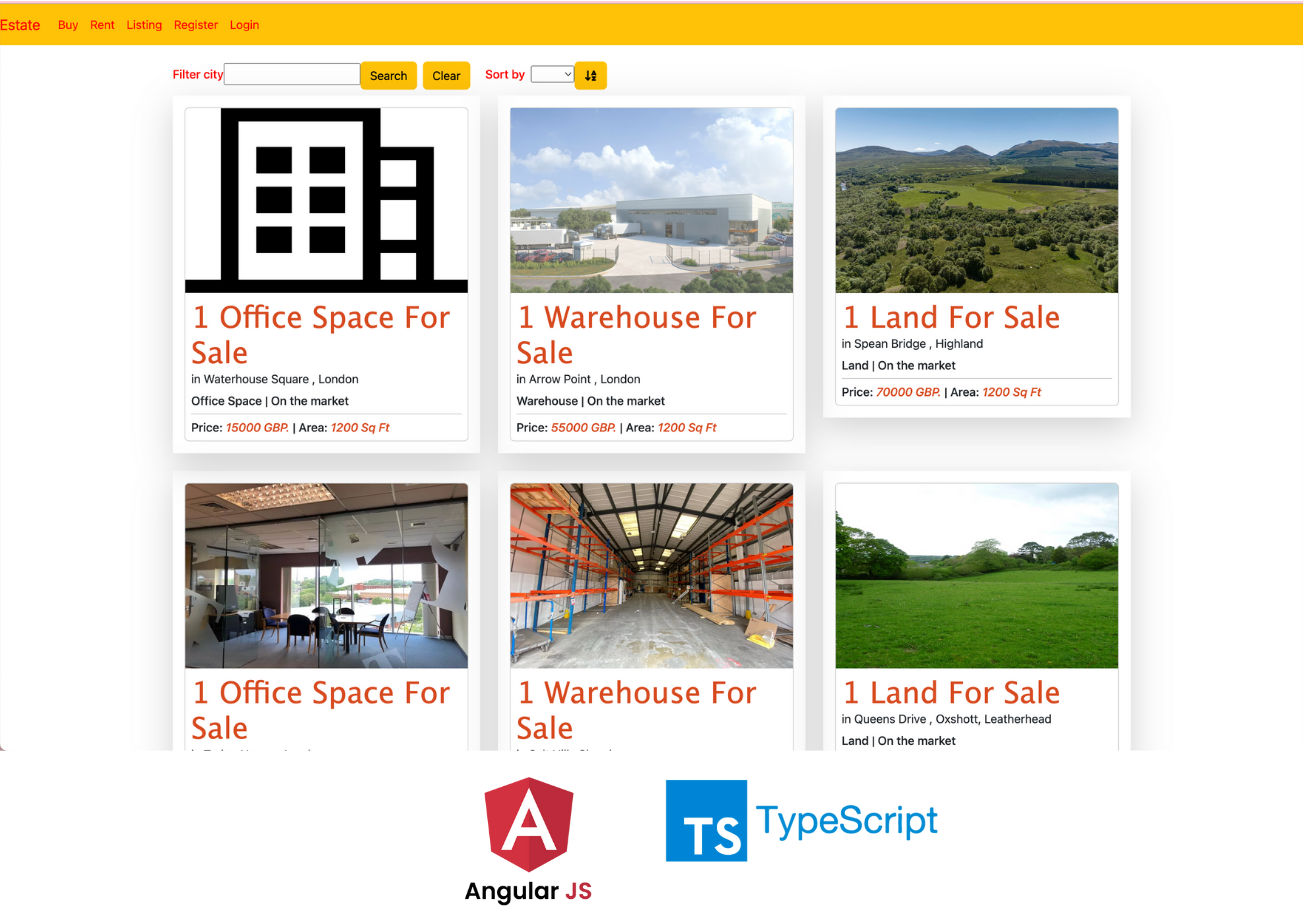 Estate Buy Rent Listing Register Login
Filter city Search Clear Sort by
1 Office Space For
Sale
in Waterhouse Square , London
Office Space | On the market
Price: 15000 GBP. | Area: 1200 Sq Ft
1 Warehouse For
Sale
in Arrow Point , London
Warehouse | On the market
Price: 55000 GBP. | Area: 1200 Sq Ft
1 Land For Sale
in Spean Bridge , Highland
Land | On the market
Price: 70000 GBP. | Area: 1200 Sq Ft
1 Office Space For
Sale
1 Warehouse For
Sale
1 Land For Sale
in Queens Drive , Oxshott, Leatherhead
Land | On the market
A
Angular JS
TS TypeScript